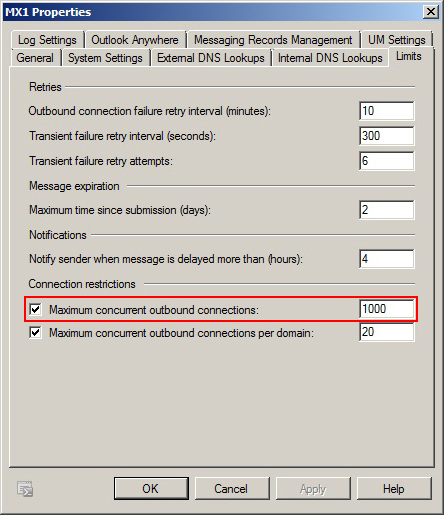 MX1 Properties
Log Settings Outlook Anywhere Messaging Records Management UM Settings
General System Settings External DNS Lookups Internal DNS Lookups Limits
Retries
Outbound connection failure retry interval (minutes): 10
Transient failure retry interval (seconds): 300
Transient failure retry attempts: 6
Message expiration
Maximum time since submission (days): 2
Notifications
Notify sender when message is delayed more than (hours): 4
Connection restrictions
Maximum concurrent outbound connections: 1000
Maximum concurrent outbound connections per domain: 20
OK Cancel Apply Help